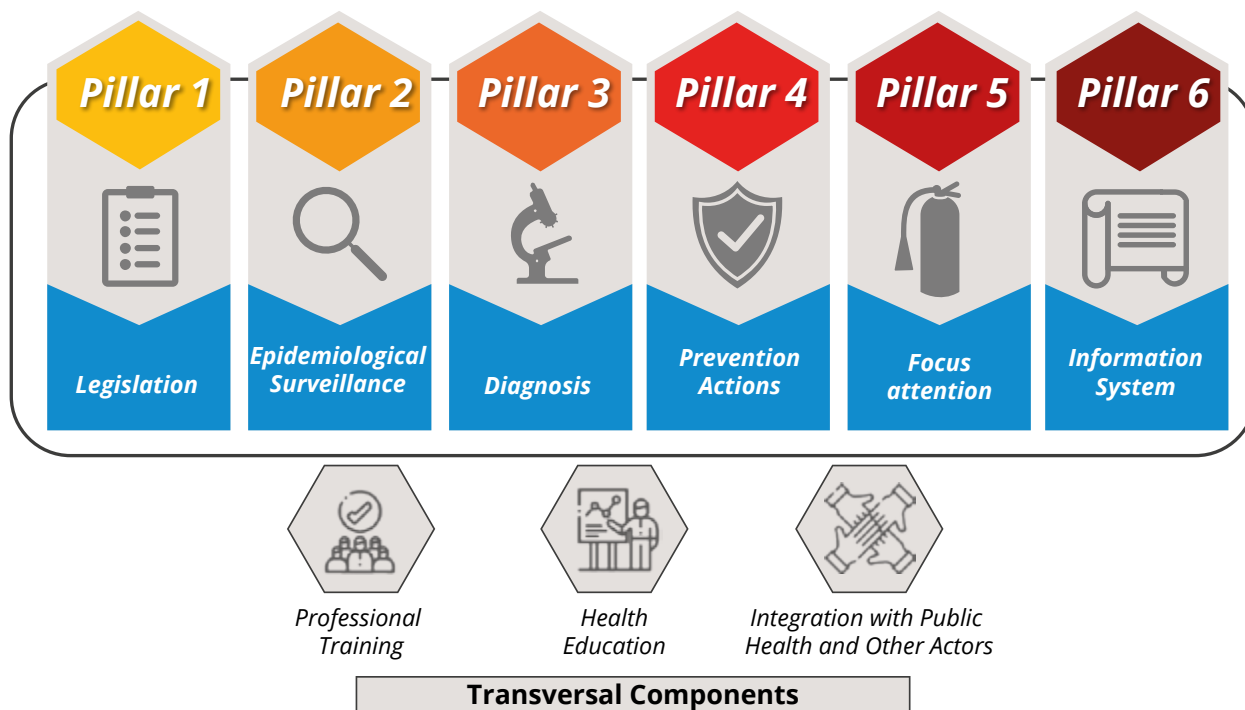 Pillar 1
Pillar 2
Pillar 3
Pillar 4
Pillar 5
Pillar 6
Legislation
Epidemiological
Surveillance
Diagnosis
Prevention
Actions
Focus
attention
Information
System
Professional
Training
Health
Education
Integration with Public
Health and Other Actors
Transversal Components